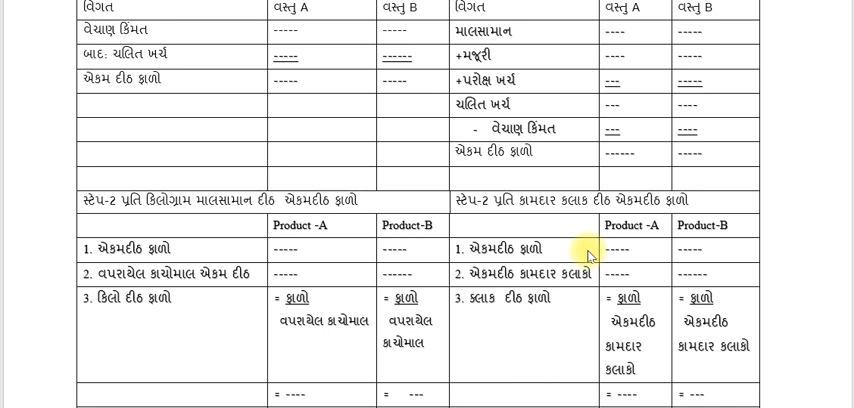 વિગત વસ્તુ A વસ્તુ B વિગત વસ્તુ A વસ્તુ B
વેચાણ કિંમત ----- ----- માલસામાન ---- -----
બાદ: ચલિત ખર્ચ ----- ------ +મજૂરી ---- -----
એકમ દીઠ ફાળો ----- ----- +પરોક્ષ ખર્ચ --- -----
ચલિત ખર્ચ --- ----
- વેચાણ કિંમત --- ----
એકમ દીઠ ફાળો ------ -----
સ્ટેપ-2 પ્રતિ કિલોગ્રામ માલસામાન દીઠ એકમદીઠ ફાળો સ્ટેપ-2 પ્રતિ કામદાર કલાક દીઠ એકમદીઠ ફાળો
Product -A Product-B Product -A Product-B
1. એકમદીઠ ફાળો ----- ----- 1. એકમદીઠ ફાળો ----- -----
2. વપરાયેલ કાચોમાલ એકમ દીઠ ----- ------ 2. એકમદીઠ કામદાર કલાકો ----- ------
3. કિલો દીઠ ફાળો = ફાળો = ફાળો 3. ક્લાક દીઠ ફાળો = ફાળો = ફાળો
વપરાયેલ કાચોમાલ વપરાયેલ એકમદીઠ એકમદીઠ
કાચોમાલ કામદાર કામદાર કલાકો
કલાકો
= ---- = --- = ---- = ---